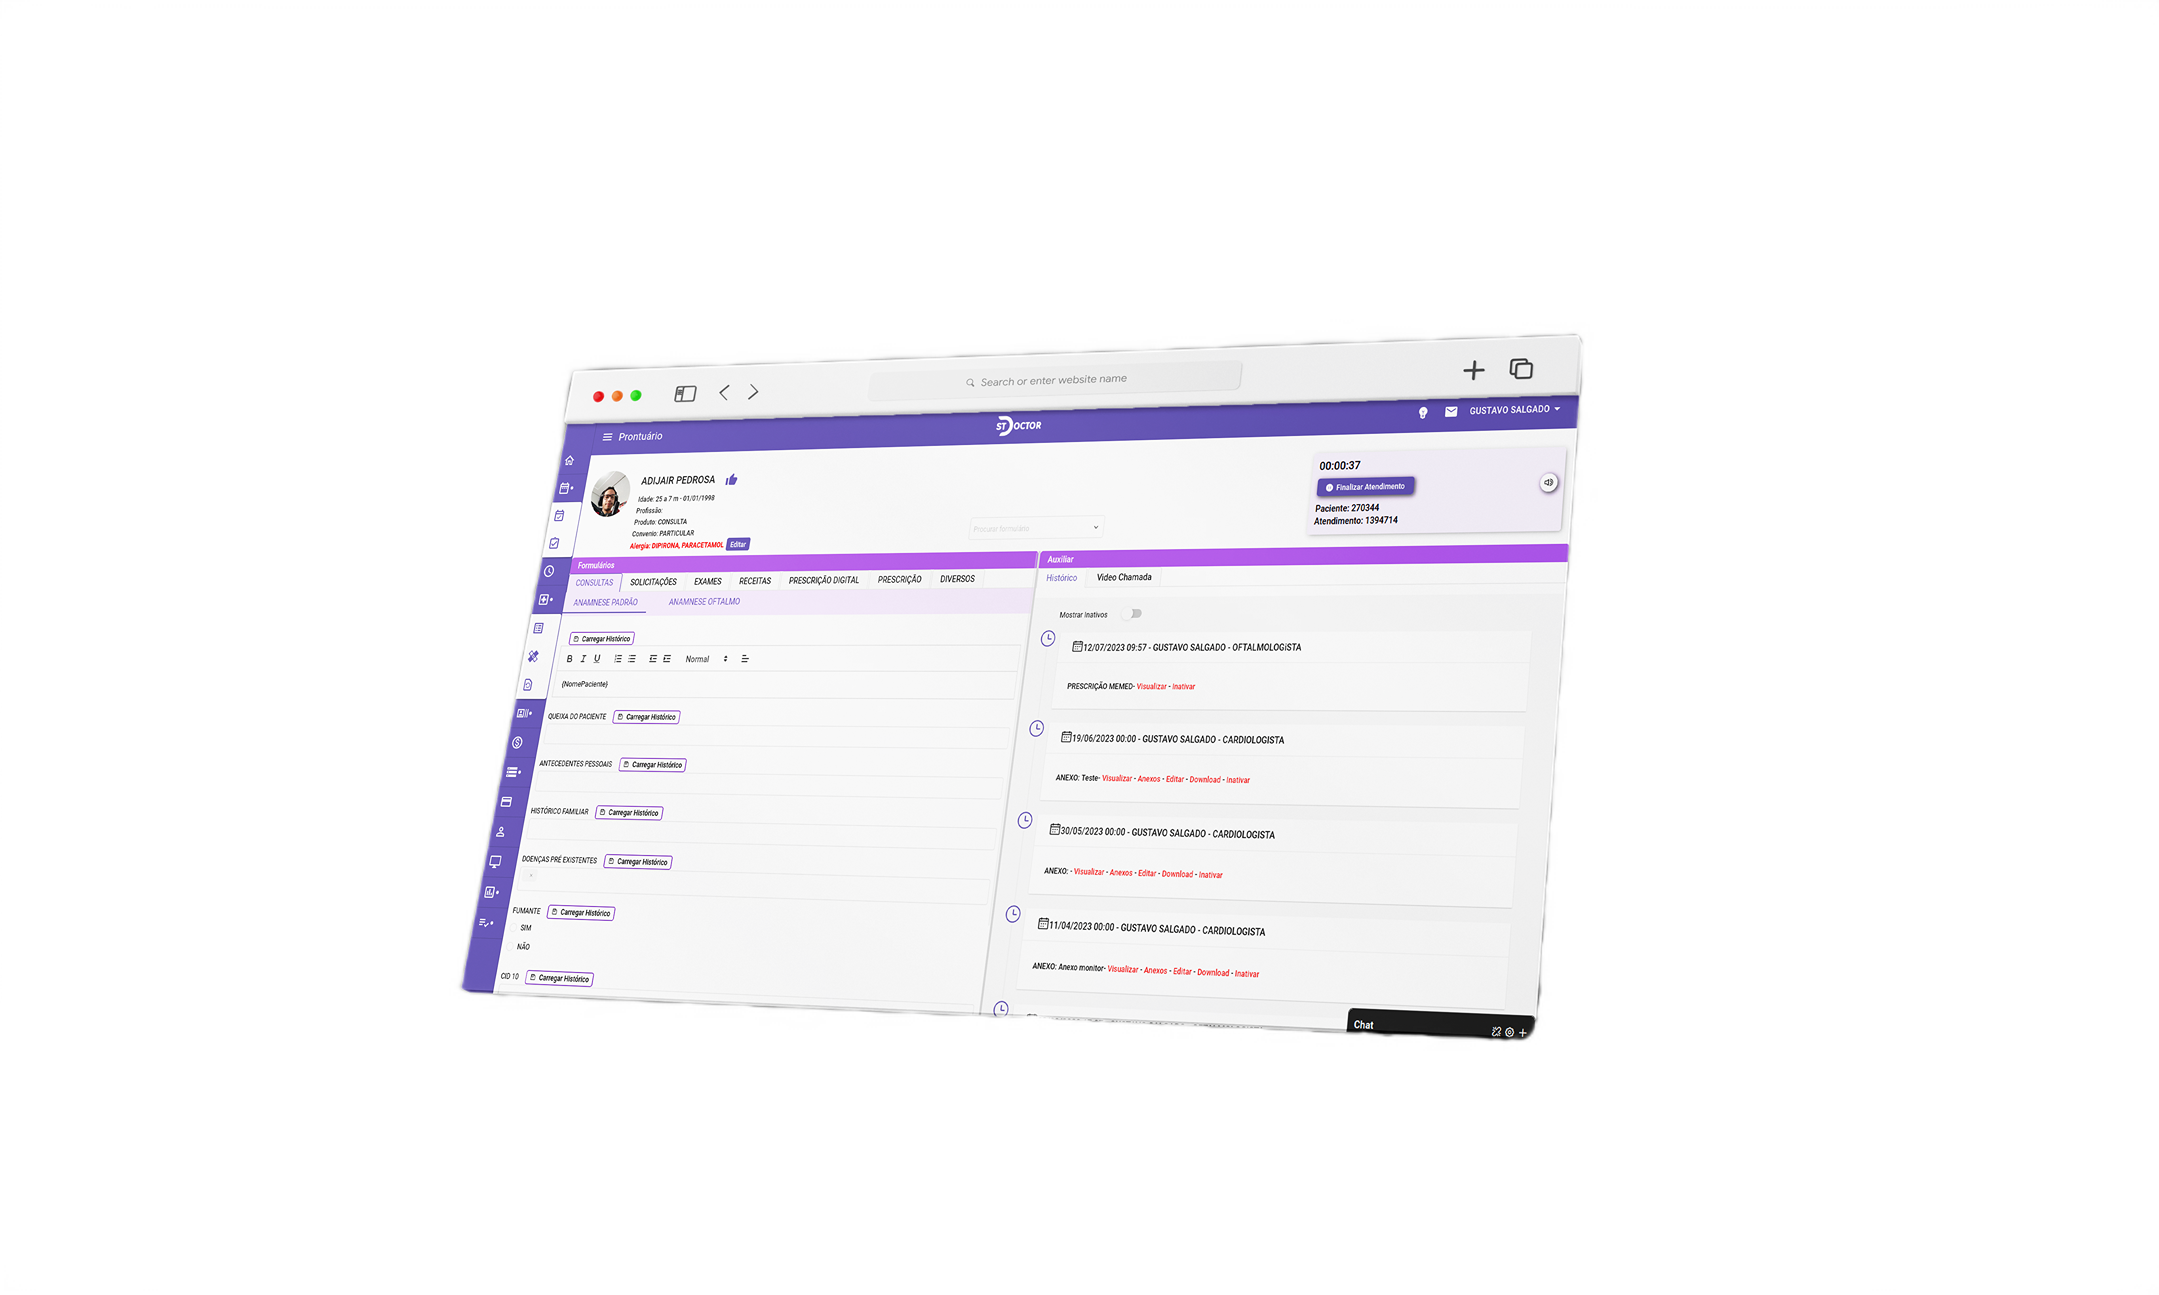 Search or enter website name
Prontuário
ST DOCTOR
GUSTAVO SALGADO
ADIJAIR PEDROSA
Idade: 25 a 7 m - 01/01/1998
Profissão:
Produto: CONSULTA
Convenio: PARTICULAR
Alergia: DIPIRONA, PARACETAMOL Editar
Procurar formulário
00:00:37
Finalizar Atendimento
Paciente: 270344
Atendimento: 1394714
Formulários
CONSULTAS SOLICITAÇÕES EXAMES RECEITAS PRESCRIÇÃO DIGITAL PRESCRIÇÃO DIVERSOS
ANAMNESE PADRÃO ANAMNESE OFTALMO
Carregar Histórico
B I U Normal
{NomePaciente}
QUEIXA DO PACIENTE Carregar Histórico
ANTECEDENTES PESSOAIS Carregar Histórico
HISTÓRICO FAMILIAR Carregar Histórico
DOENÇAS PRÉ EXISTENTES Carregar Histórico
FUMANTE Carregar Histórico
SIM
NÃO
CID 10 Carregar Histórico
Auxiliar
Histórico Video Chamada
Mostrar Inativos
12/07/2023 09:57 - GUSTAVO SALGADO - OFTALMOLOGiSTA
PRESCRIÇÃO MEMED- Visualizar - Inativar
19/06/2023 00:00 - GUSTAVO SALGADO - CARDIOLOGISTA
ANEXO: Teste- Visualizar - Anexos - Editar - Download - Inativar
30/05/2023 00:00 - GUSTAVO SALGADO - CARDIOLOGISTA
ANEXO: - Visualizar - Anexos - Editar - Download - Inativar
11/04/2023 00:00 - GUSTAVO SALGADO - CARDIOLOGISTA
ANEXO: Anexo monitor- Visualizar - Anexos - Editar - Download - Inativar
Chat